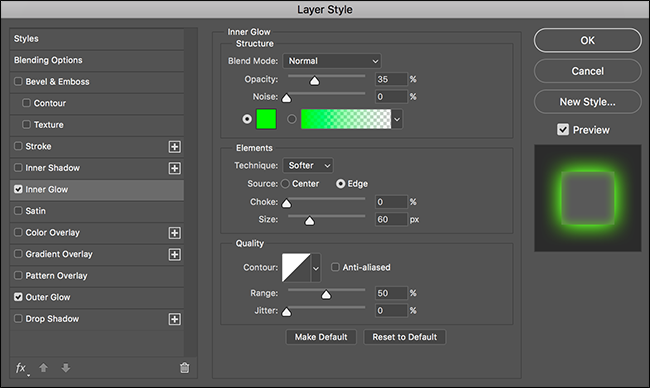 Layer Style
Styles
Blending Options
Bevel & Emboss
Contour
Texture
Stroke
Inner Shadow
Inner Glow
Satin
Color Overlay
Gradient Overlay
Pattern Overlay
Outer Glow
Drop Shadow
fx
Inner Glow
Structure
Blend Mode: Normal
Opacity: 35 %
Noise: 0 %
Elements
Technique: Softer
Source: Center Edge
Choke: 0 %
Size: 60 px
Quality
Contour: Anti-aliased
Range: 50 %
Jitter: 0 %
Make Default Reset to Default
OK
Cancel
New Style...
Preview